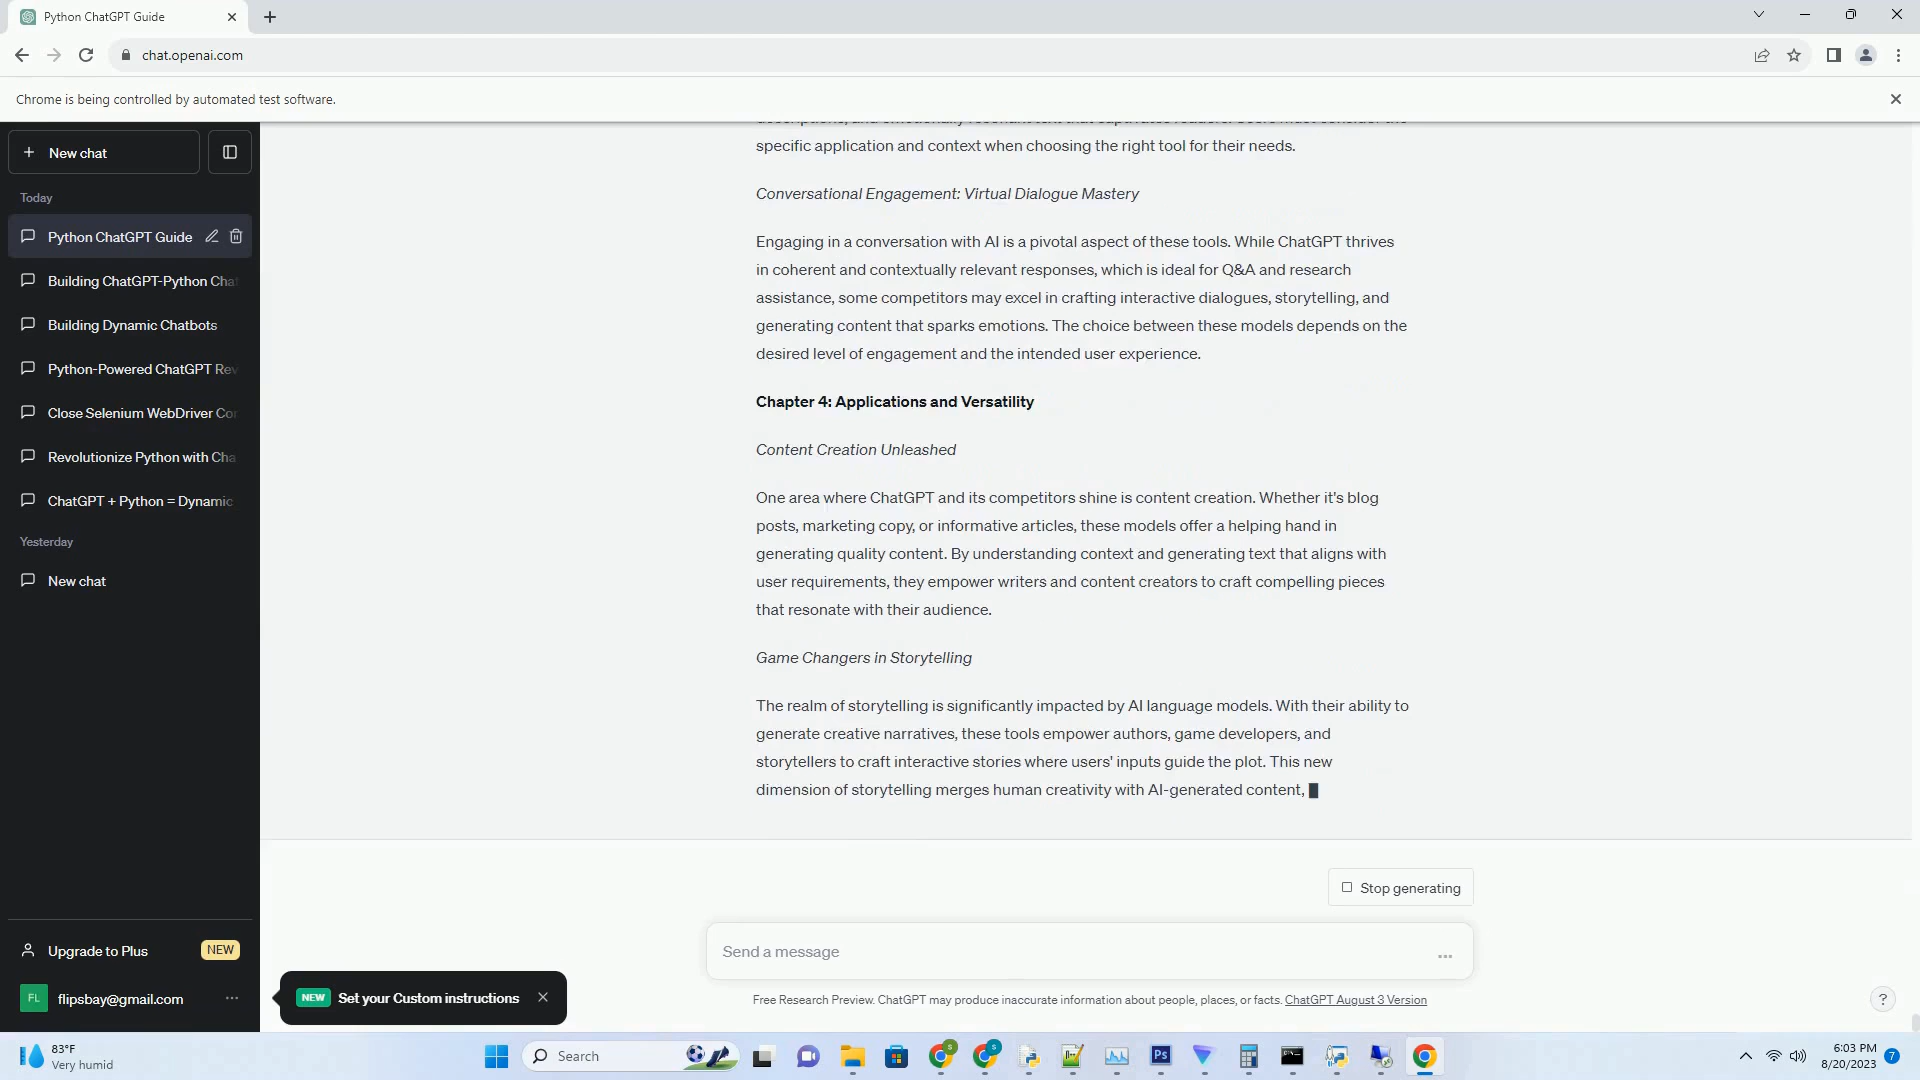 Python ChatGPT Guide
chat.openai.com
Chrome is being controlled by automated test software.
New chat
Today
Python ChatGPT Guide
Building ChatGPT-Python Cha
Building Dynamic Chatbots
Python-Powered ChatGPT Rev
Close Selenium WebDriver Co
Revolutionize Python with Cha
ChatGPT + Python = Dynamic
Yesterday
New chat
Upgrade to Plus
NEW
FL
flipsbay@gmail.com
NEW Set your Custom instructions
specific application and context when choosing the right tool for their needs.
Conversational Engagement: Virtual Dialogue Mastery
Engaging in a conversation with AI is a pivotal aspect of these tools. While ChatGPT thrives
in coherent and contextually relevant responses, which is ideal for Q&A and research
assistance, some competitors may excel in crafting interactive dialogues, storytelling, and
generating content that sparks emotions. The choice between these models depends on the
desired level of engagement and the intended user experience.
Chapter 4: Applications and Versatility
Content Creation Unleashed
One area where ChatGPT and its competitors shine is content creation. Whether it's blog
posts, marketing copy, or informative articles, these models offer a helping hand in
generating quality content. By understanding context and generating text that aligns with
user requirements, they empower writers and content creators to craft compelling pieces
that resonate with their audience.
Game Changers in Storytelling
The realm of storytelling is significantly impacted by AI language models. With their ability to
generate creative narratives, these tools empower authors, game developers, and
storytellers to craft interactive stories where users' inputs guide the plot. This new
dimension of storytelling merges human creativity with AI-generated content,
Stop generating
Send a message
Free Research Preview. ChatGPT may produce inaccurate information about people, places, or facts. ChatGPT August 3 Version
?
83°F
Very humid
Search
Ps
6:03 PM
8/20/2023
7